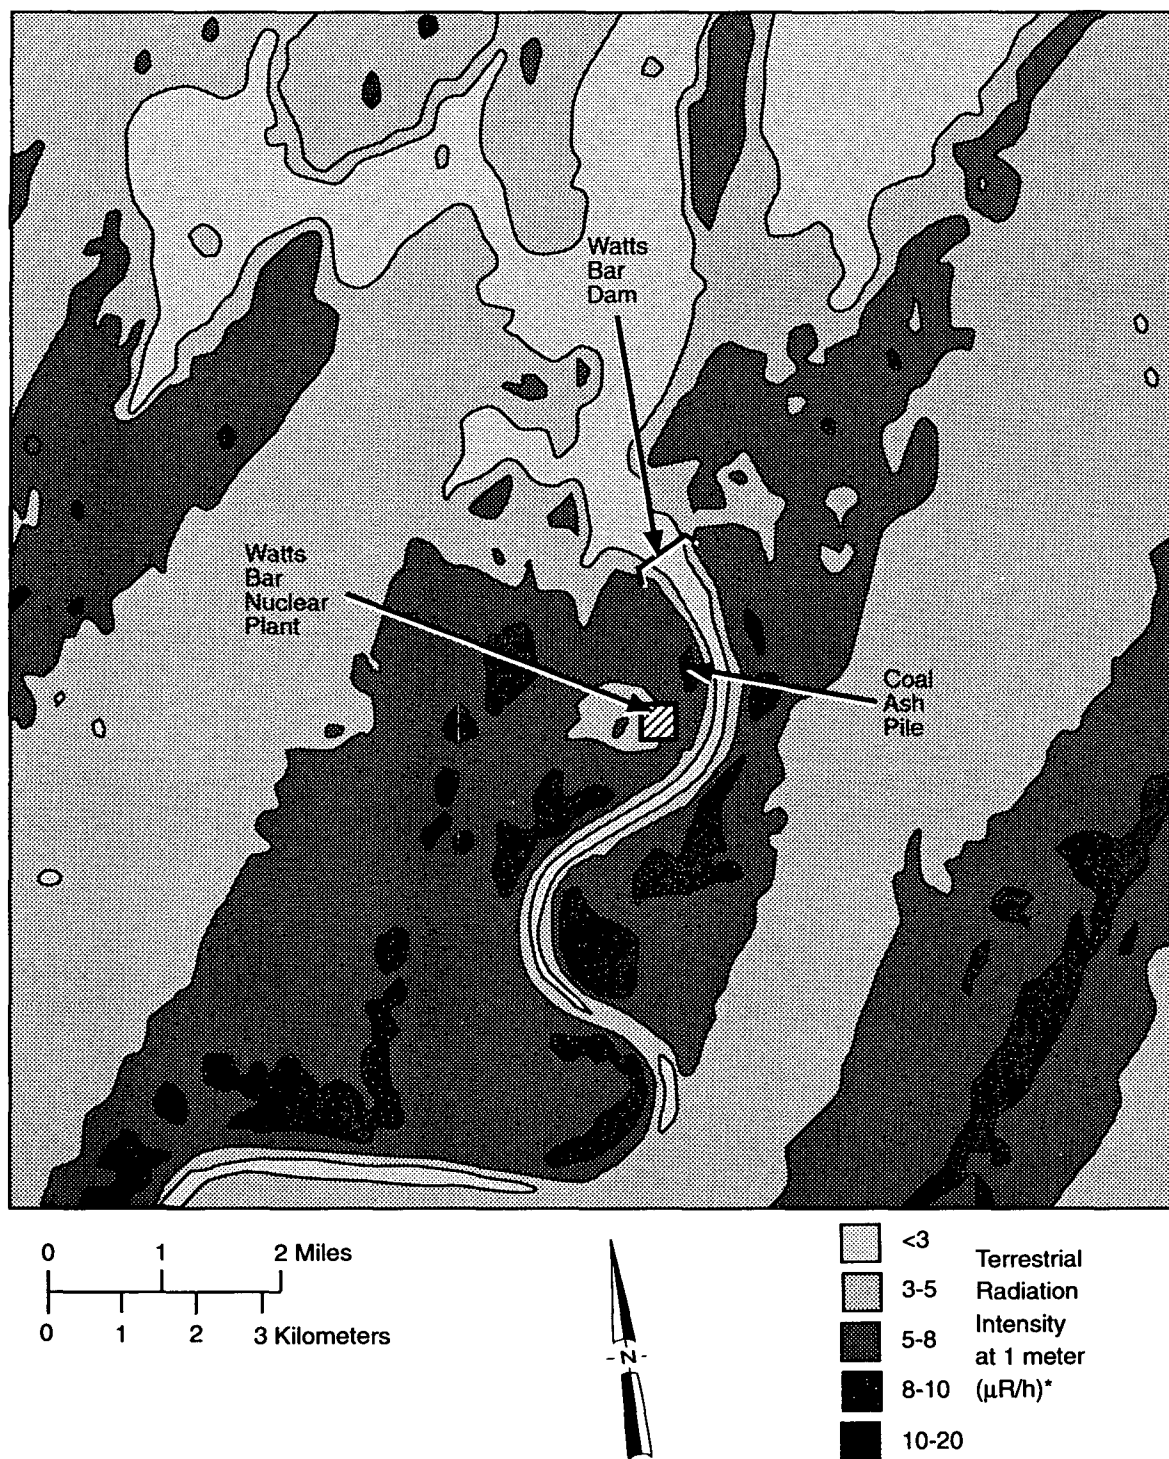 Watts
Bar
Dam
Watts
Bar
Nuclear
Plant
Coal
Ash
Pile
0 1 2 Miles
0 1 2 3 Kilometers
N
<3
3-5
5-8
8-10
10-20
Terrestrial
Radiation
Intensity
at 1 meter
(μR/h)*